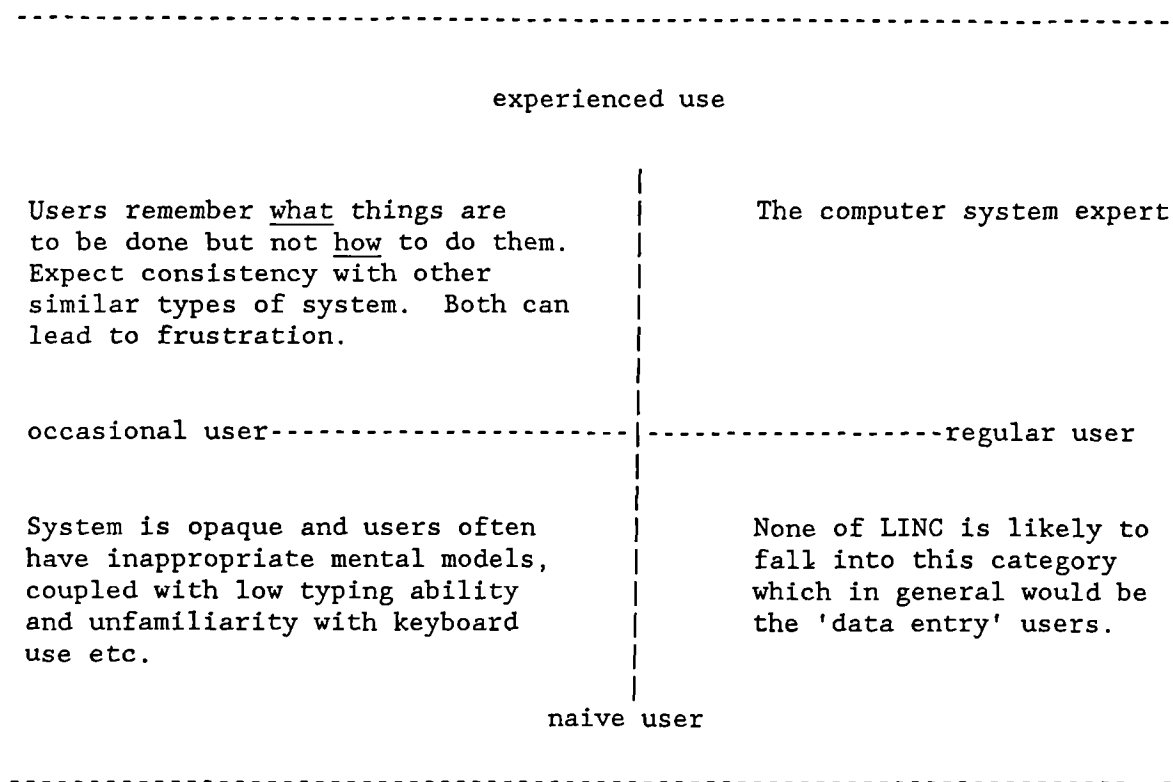 experienced use
Users remember what things are
to be done but not how to do them.
Expect consistency with other
similar types of system. Both can
lead to frustration.
The computer system expert
occasional user-----------------------|-------------------regular user
System is opaque and users often
have inappropriate mental models,
coupled with low typing ability
and unfamiliarity with keyboard
use etc.
None of LINC is likely to
fall into this category
which in general would be
the 'data entry' users.
naive user